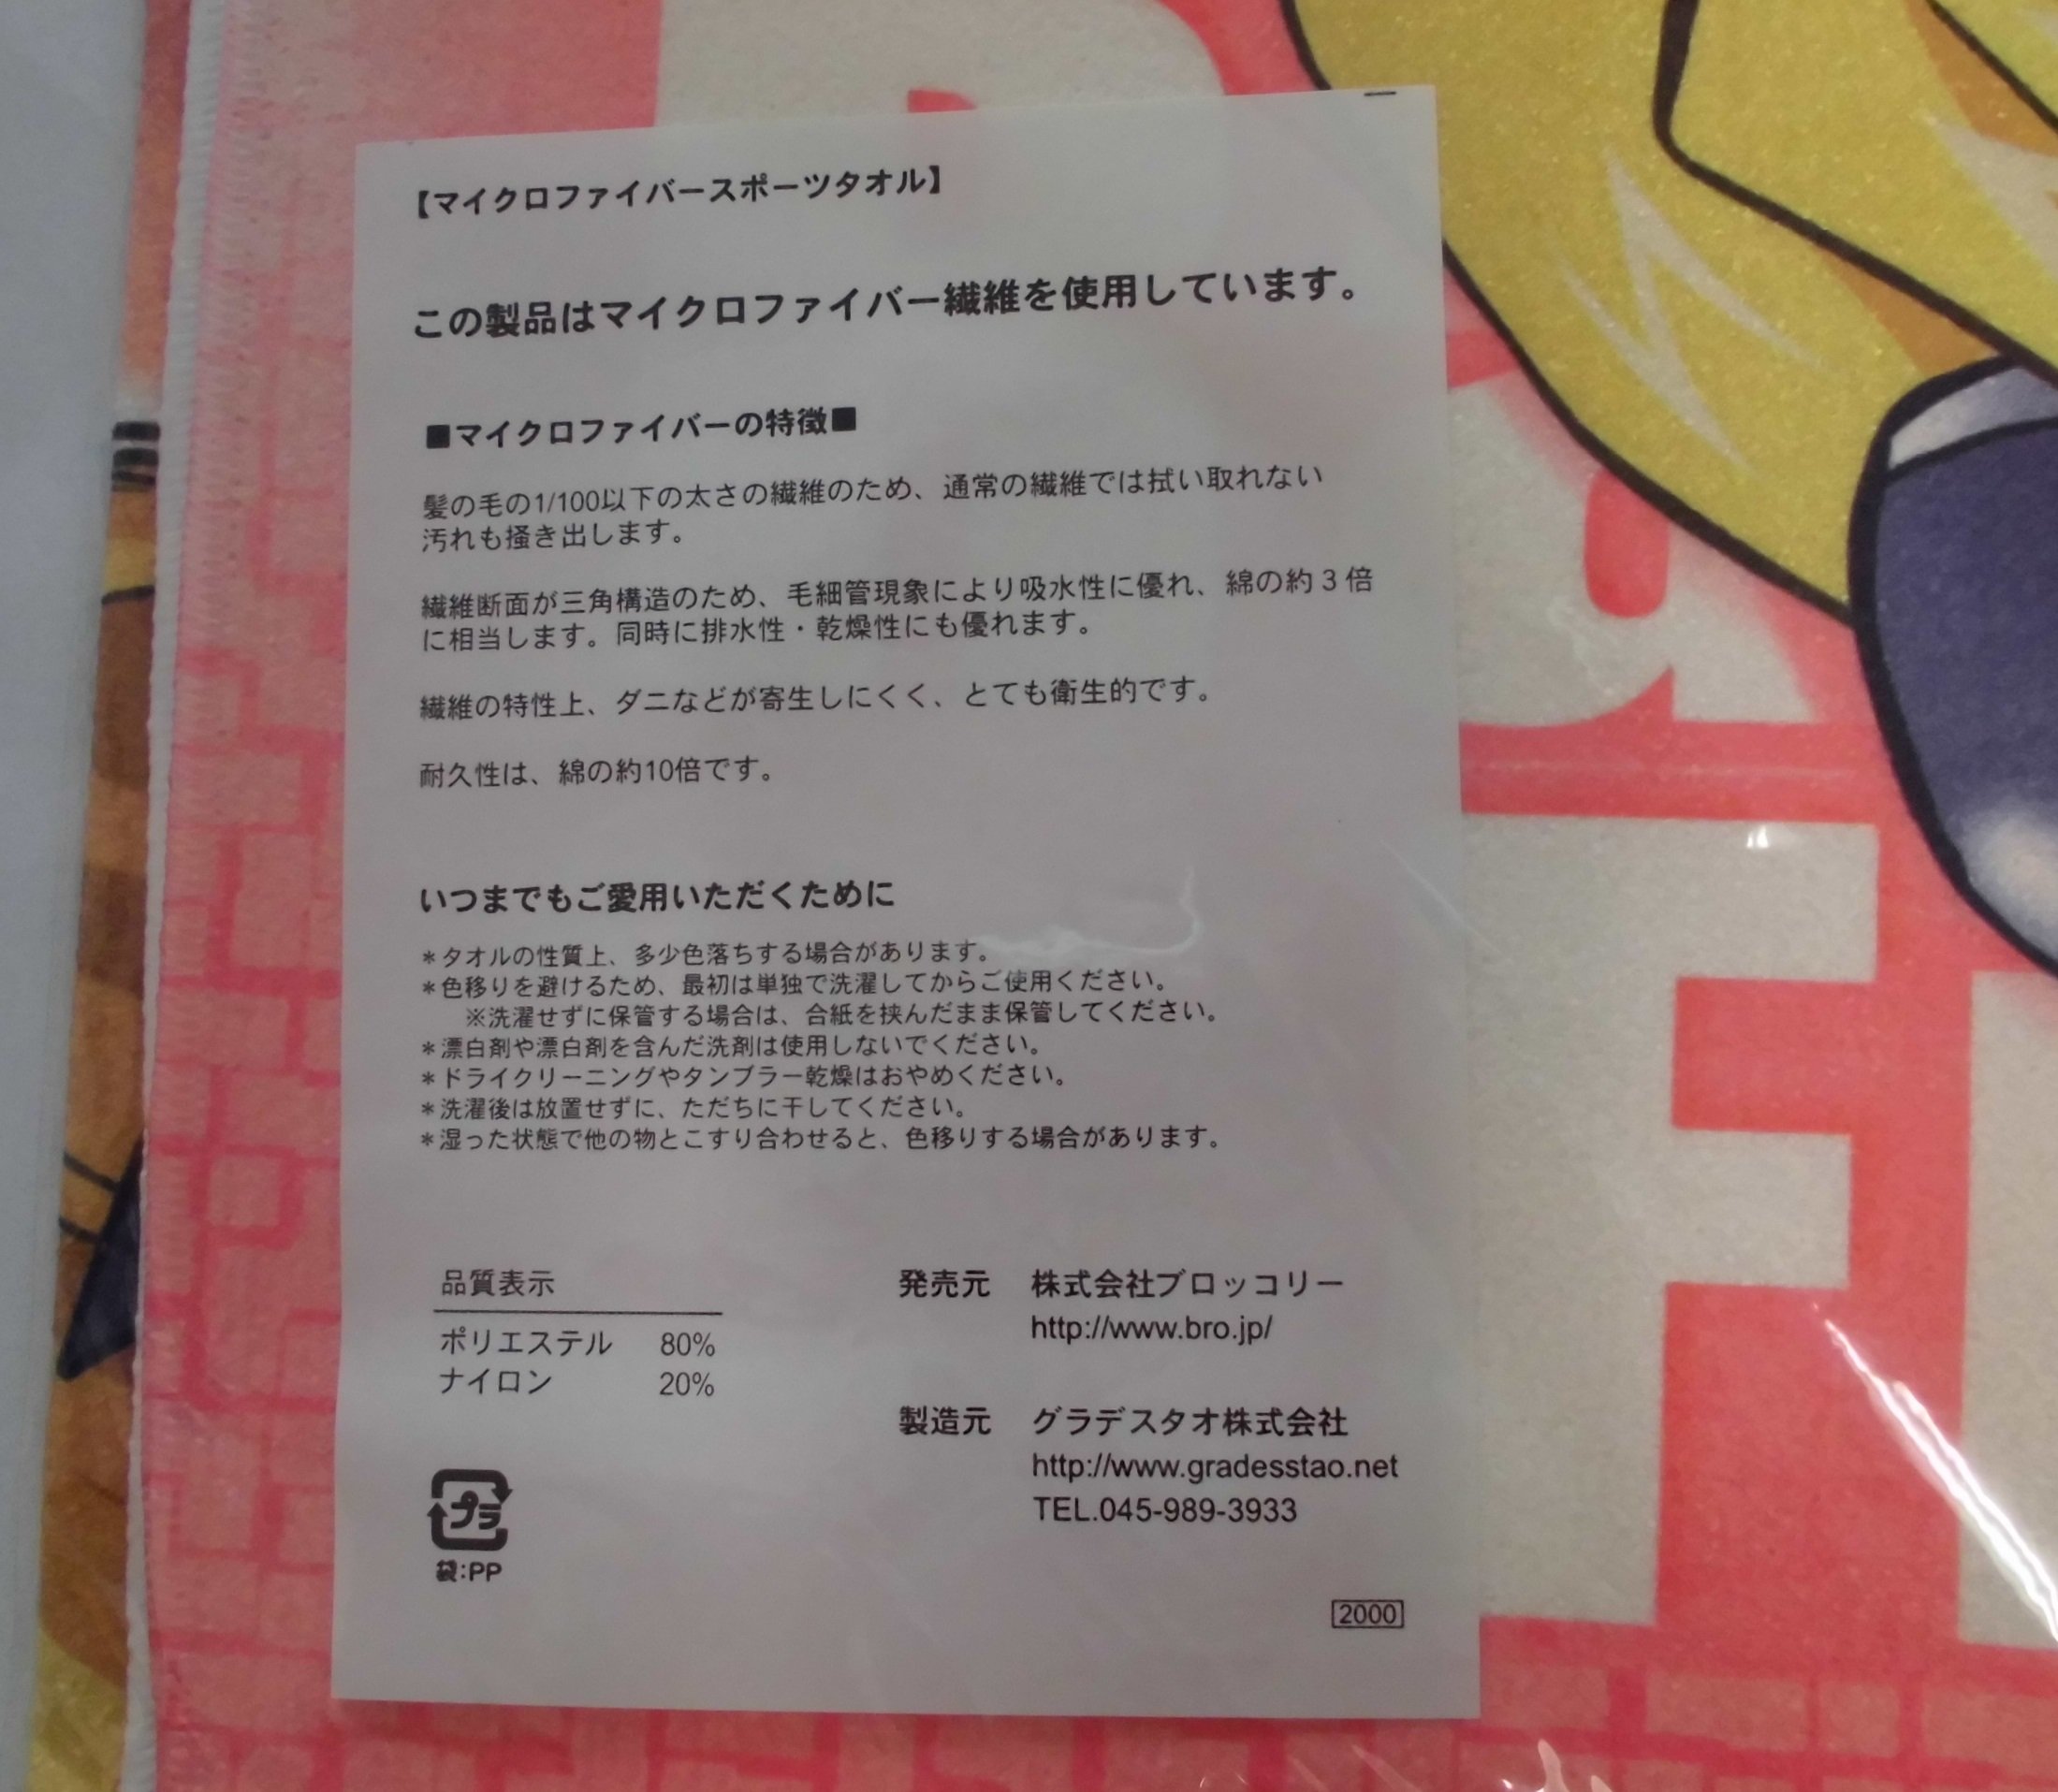 【マイクロファイバースポーツタオル】
この製品はマイクロファイバー繊維を使用しています。
■マイクロファイバーの特徴■
髪の毛の1/100以下の太さの繊維のため、通常の繊維では拭い取れない
汚れも掻き出します。
繊維断面が三角構造のため、毛細管現象により吸水性に優れ、綿の約3倍
に相当します。同時に排水性・乾燥性にも優れます。
繊維の特性上、ダニなどが寄生しにくく、とても衛生的です。
耐久性は、綿の約10倍です。
いつまでもご愛用いただくために
＊タオルの性質上、多少色落ちする場合があります。
＊色移りを避けるため、最初は単独で洗濯してからご使用ください。
※洗濯せずに保管する場合は、合紙を挟んだまま保管してください。
＊漂白剤や漂白剤を含んだ洗剤は使用しないでください。
＊ドライクリーニングやタンブラー乾燥はおやめください。
＊洗濯後は放置せずに、ただちに干してください。
＊湿った状態で他の物とこすり合わせると、色移りする場合があります。
品質表示
ポリエステル 80%
ナイロン 20%
発売元 株式会社ブロッコリー
http://www.bro.jp/
製造元 グラデスタオ株式会社
http://www.gradesstao.net
TEL.045-989-3933
プラ
袋:PP
2000